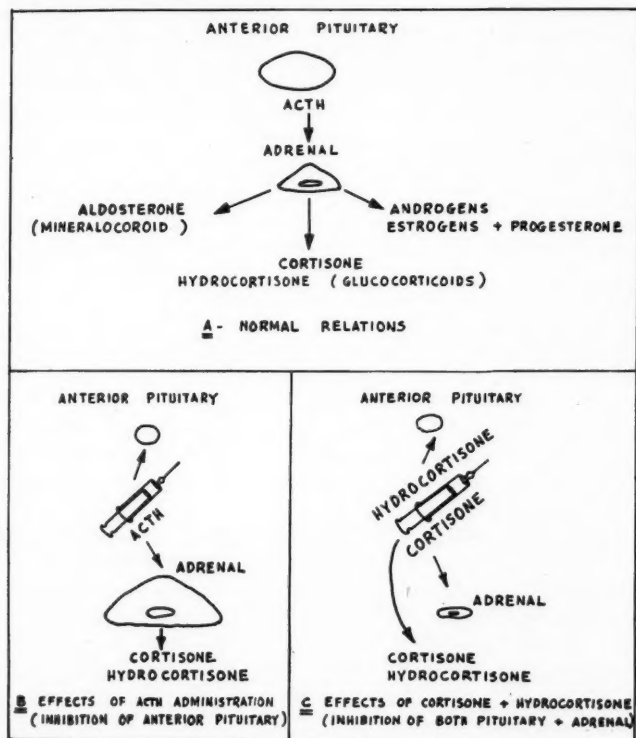 ANTERIOR PITUITARY
ACTH
ADRENAL
ALDOSTERONE
(MINERALOCOROID)
ANDROGENS
ESTROGENS + PROGESTERONE
CORTISONE
HYDROCORTISONE (GLUCOCORTICOIDS)
A - NORMAL RELATIONS
ANTERIOR PITUITARY
ACTH
ADRENAL
CORTISONE
HYDROCORTISONE
B EFFECTS OF ACTH ADMINISTRATION
(INHIBITION OF ANTERIOR PITUITARY)
ANTERIOR PITUITARY
HYDROCORTISONE
CORTISONE
ADRENAL
CORTISONE
HYDROCORTISONE
C EFFECTS OF CORTISONE + HYDROCORTISONE
(INHIBITION OF BOTH PITUITARY + ADRENAL)